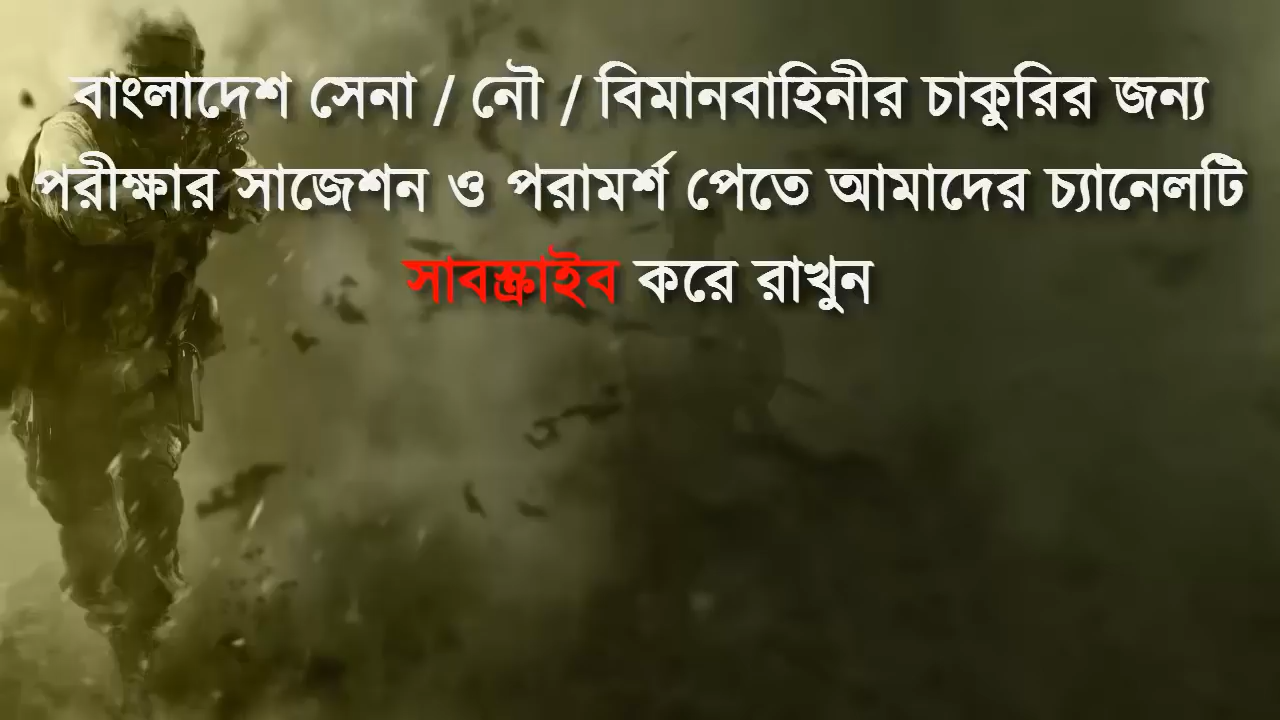 বাংলাদেশ সেনা / নৌ / বিমানবাহিনীর চাকুরির জন্য
পরীক্ষার সাজেশন ও পরামর্শ পেতে আমাদের চ্যানেলটি
সাবস্ক্রাইব করে রাখুন